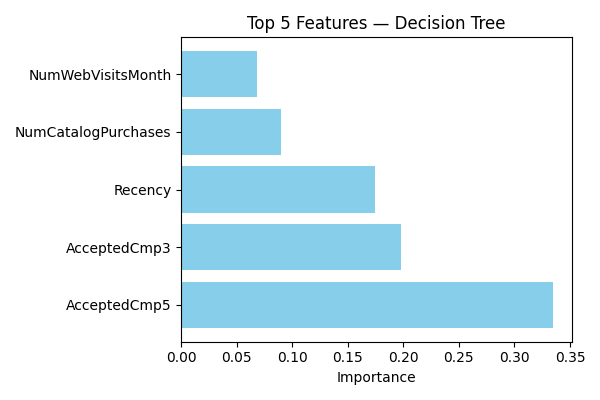 Top 5 Features — Decision Tree
NumWebVisitsMonth
NumCatalogPurchases
Recency
AcceptedCmp3
AcceptedCmp5
0.00 0.05 0.10 0.15 0.20 0.25 0.30 0.35
Importance